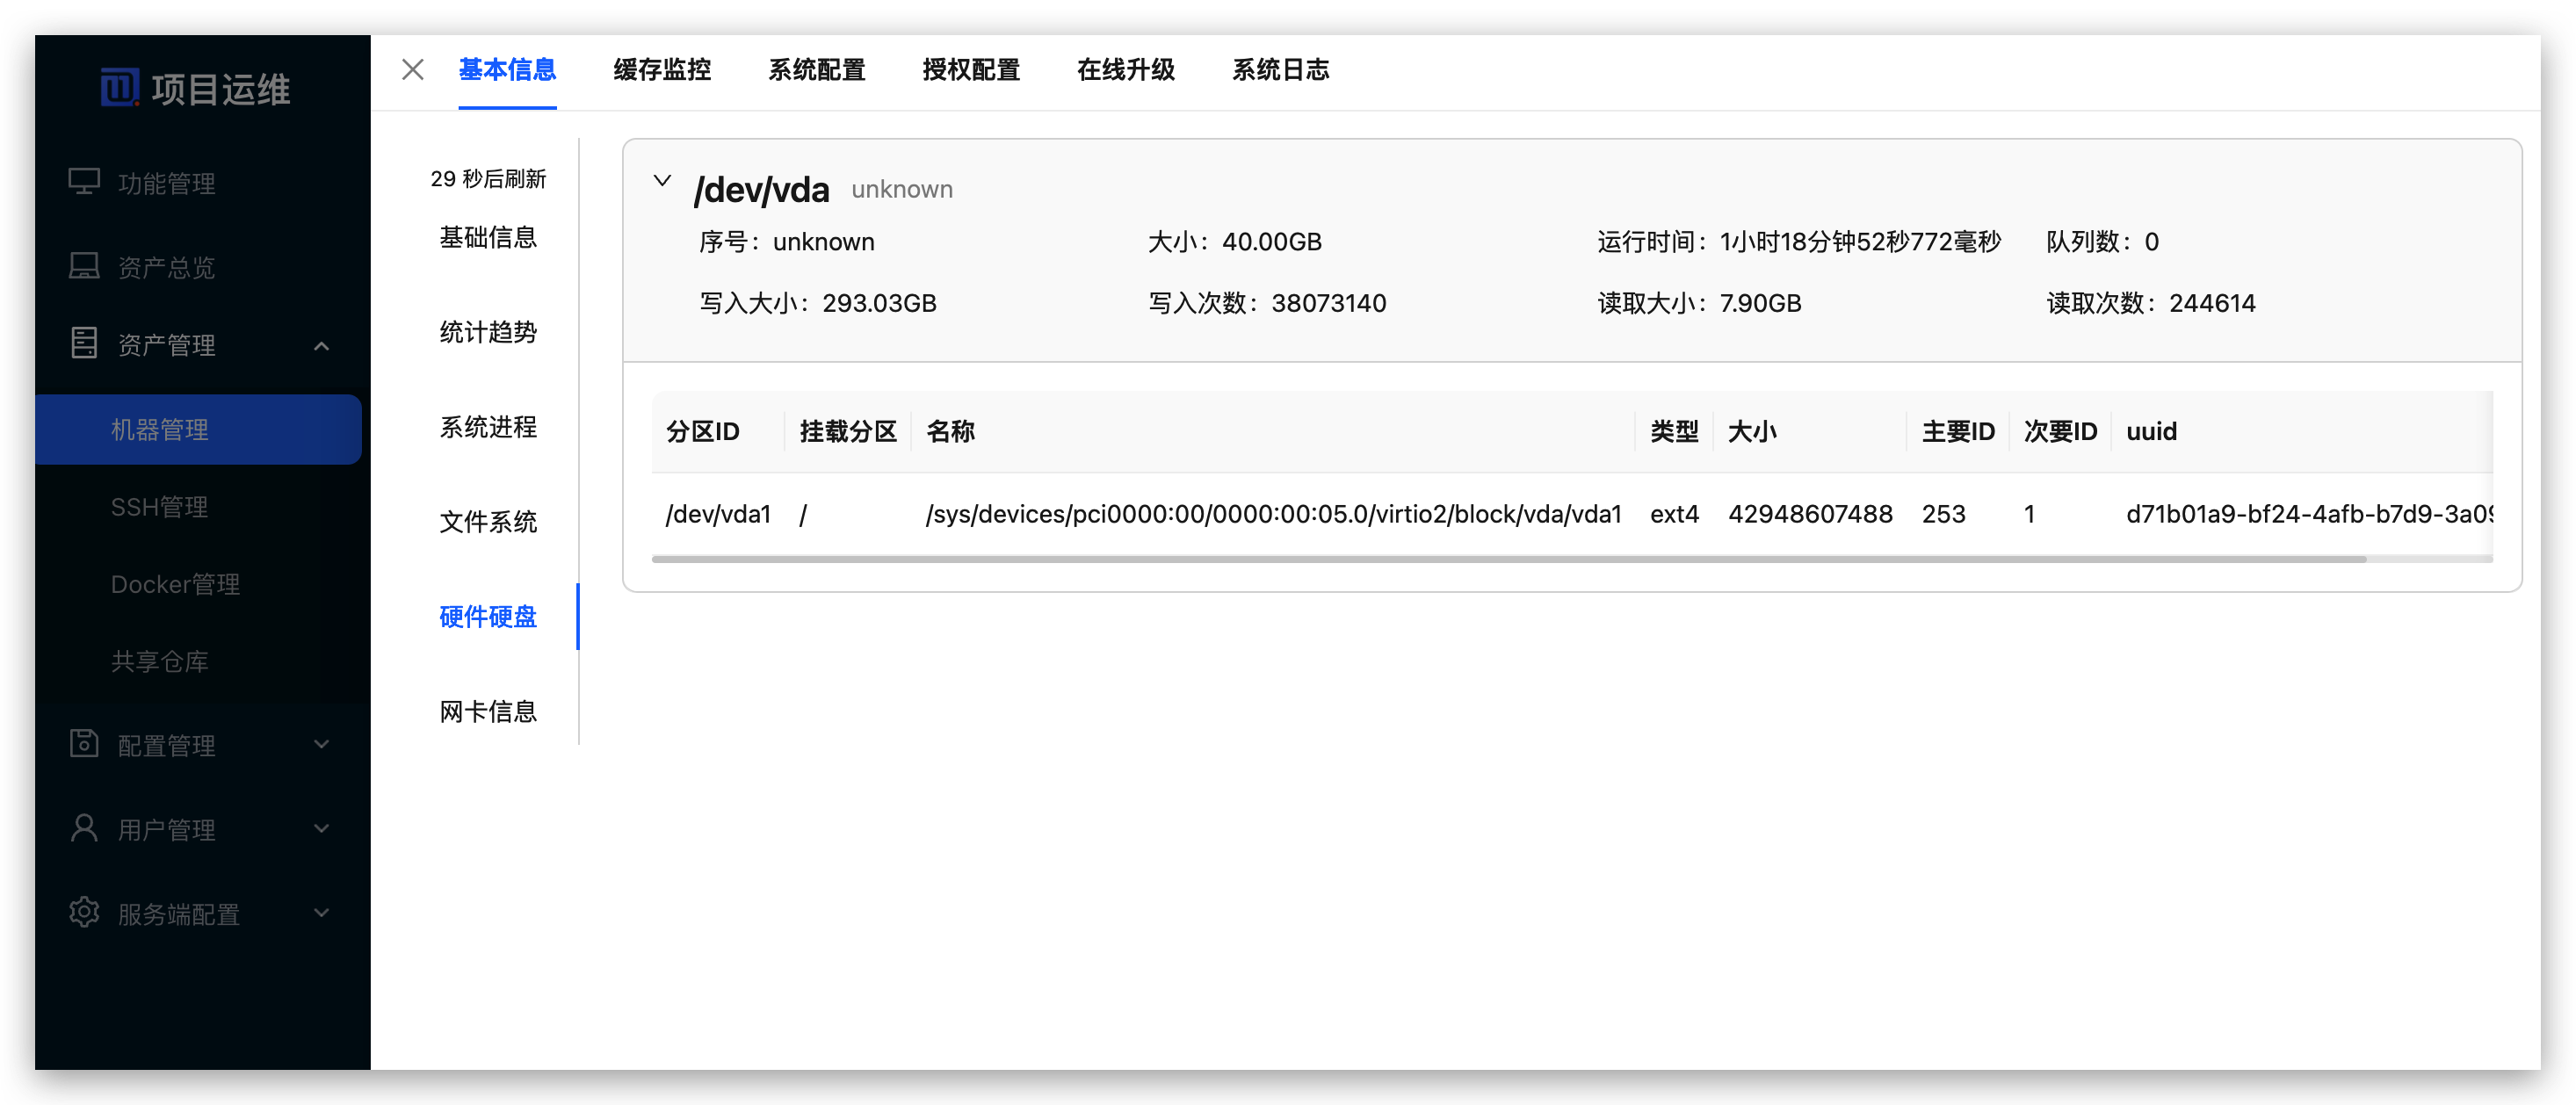 项目运维
功能管理
资产总览
资产管理
机器管理
SSH管理
Docker管理
共享仓库
配置管理
用户管理
服务端配置
基本信息 缓存监控 系统配置 授权配置 在线升级 系统日志
29 秒后刷新
基础信息
统计趋势
系统进程
文件系统
硬件硬盘
网卡信息
/dev/vda unknown
序号：unknown 大小：40.00GB 运行时间：1小时18分钟52秒772毫秒 队列数：0
写入大小：293.03GB 写入次数：38073140 读取大小：7.90GB 读取次数：244614
分区ID 挂载分区 名称 类型 大小 主要ID 次要ID uuid
/dev/vda1 / /sys/devices/pci0000:00/0000:00:05.0/virtio2/block/vda/vda1 ext4 42948607488 253 1 d71b01a9-bf24-4afb-b7d9-3a09